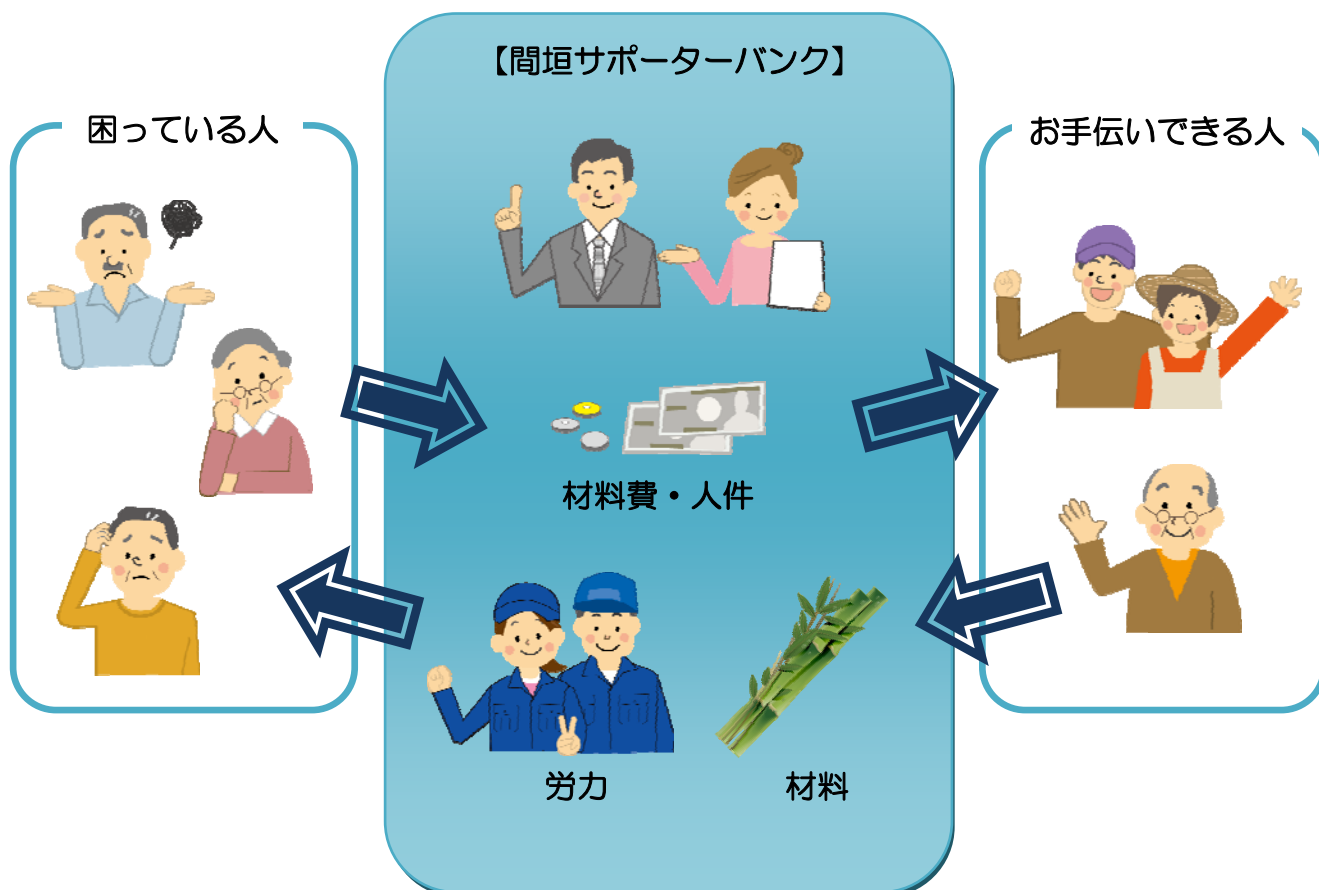 【間垣サポーターバンク】
困っている人
お手伝いできる人
材料費・人件
労力
材料